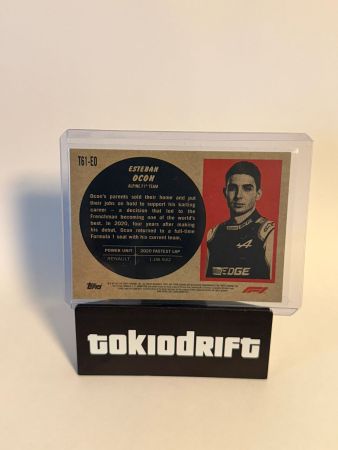 T61-EO
ESTEBAN
OCON
ALPINE F1® TEAM
Ocon's parents sold their home and put
their jobs on hold to support his karting
career – a decision that led to the
Frenchman becoming one of the world's
best. In 2020, four years after making
his debut, Ocon returned to a full-time
Formula 1 seat with his current team.
POWER UNIT
2020 FASTEST LAP
RENAULT
EDGE
Topps
F1
TOKIODRIFT